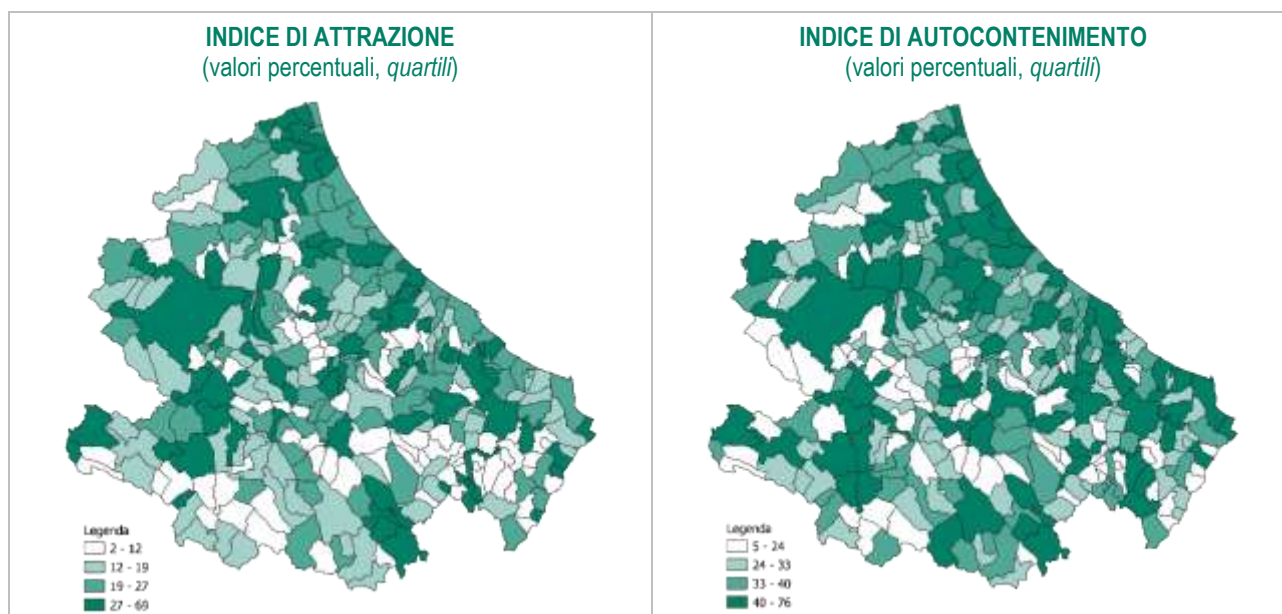 INDICE DI ATTRAZIONE
(valori percentuali, quartili)
Legenda
2 - 12
12 - 19
19 - 27
27 - 69
INDICE DI AUTOCONTENIMENTO
(valori percentuali, quartili)
Legenda
5 - 24
24 - 33
33 - 40
40 - 76